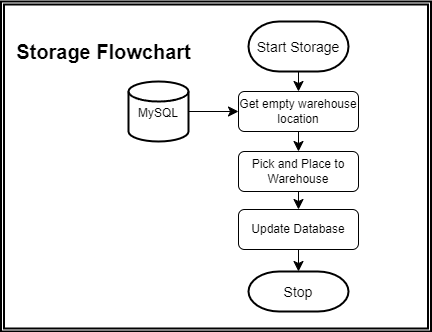 Storage Flowchart
Start Storage
MySQL
Get empty warehouse
location
Pick and Place to
Warehouse
Update Database
Stop